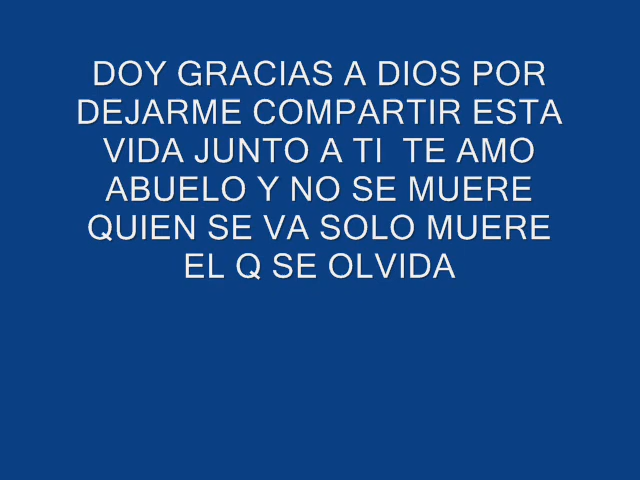 DOY GRACIAS A DIOS POR
DEJARME COMPARTIR ESTA
VIDA JUNTO A TI  TE AMO
ABUELO Y NO SE MUERE
QUIEN SE VA SOLO MUERE
EL Q SE OLVIDA